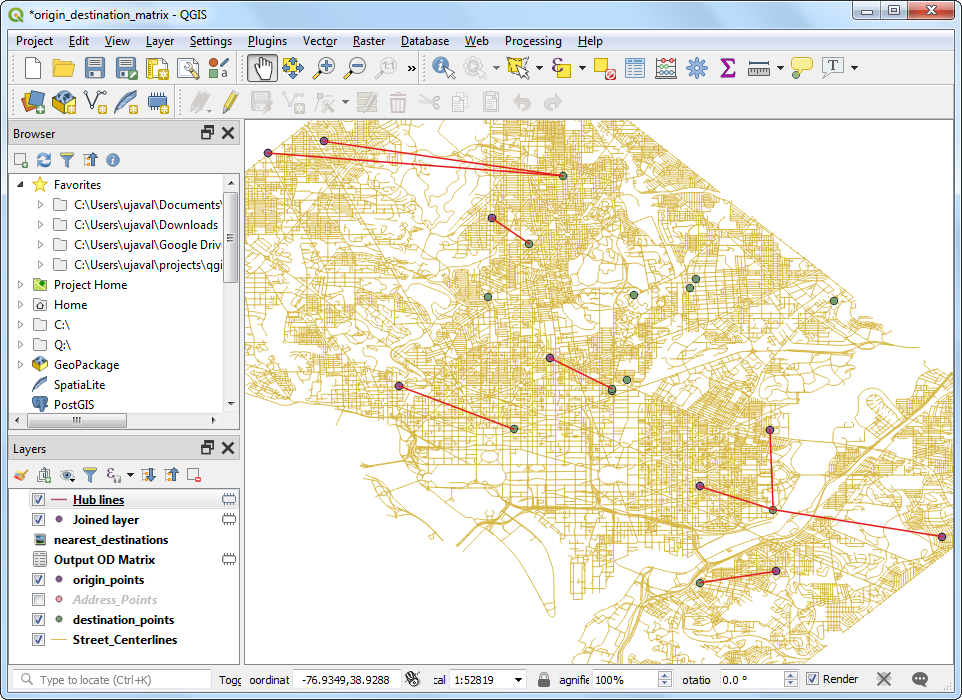 *origin_destination_matrix - QGIS
Project Edit View Layer Settings Plugins Vector Raster Database Web Processing Help
1:1 » Σ T
Browser
Favorites
C:\Users\ujaval\Documents\
C:\Users\ujaval\Downloads
C:\Users\ujaval\Google Driv
C:\Users\ujaval\projects\qgi
Project Home
Home
C:\
Q:\
GeoPackage
SpatiaLite
PostGIS
Layers
Hub lines
Joined layer
nearest_destinations
Output OD Matrix
origin_points
Address_Points
destination_points
Street_Centerlines
Type to locate (Ctrl+K) Togg oordinat -76.9349,38.9288 cal 1:52819 agnifie 100% otatio 0.0 ° Render